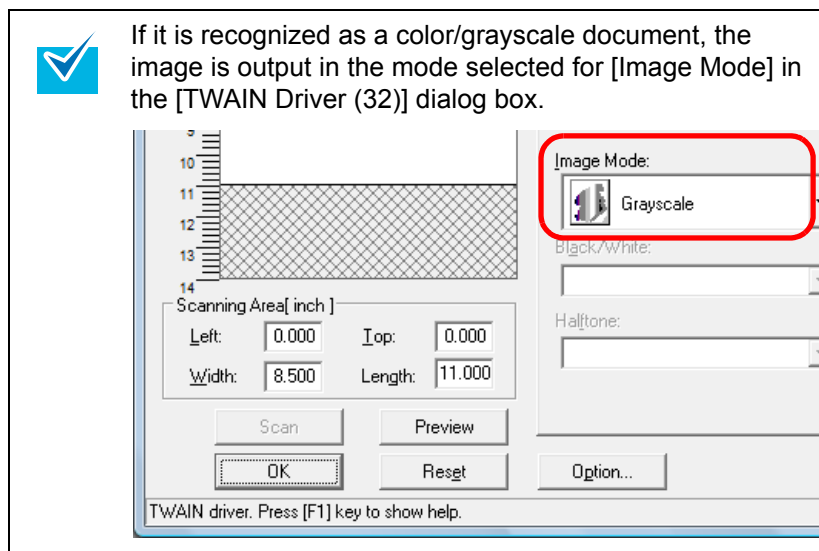 If it is recognized as a color/grayscale document, the
image is output in the mode selected for [Image Mode] in
the [TWAIN Driver (32)] dialog box.
9
10
11
12
13
14
Image Mode:
Grayscale
Black/White:
Halftone:
Scanning Area[ inch ]
Left: 0.000 Top: 0.000
Width: 8.500 Length: 11.000
Scan Preview
OK Reset Option...
TWAIN driver. Press [F1] key to show help.